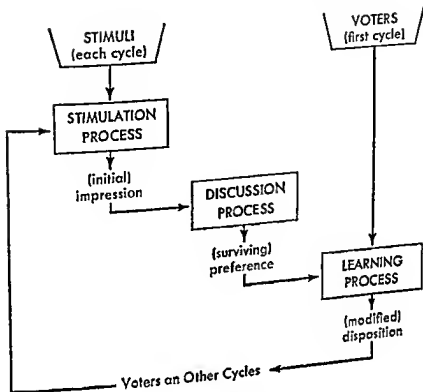 STIMULI
(each cycle)
VOTERS
(first cycle)
STIMULATION
PROCESS
(initial)
impression
DISCUSSION
PROCESS
(surviving)
preference
LEARNING
PROCESS
(modified)
disposition
Voters an Other Cycles